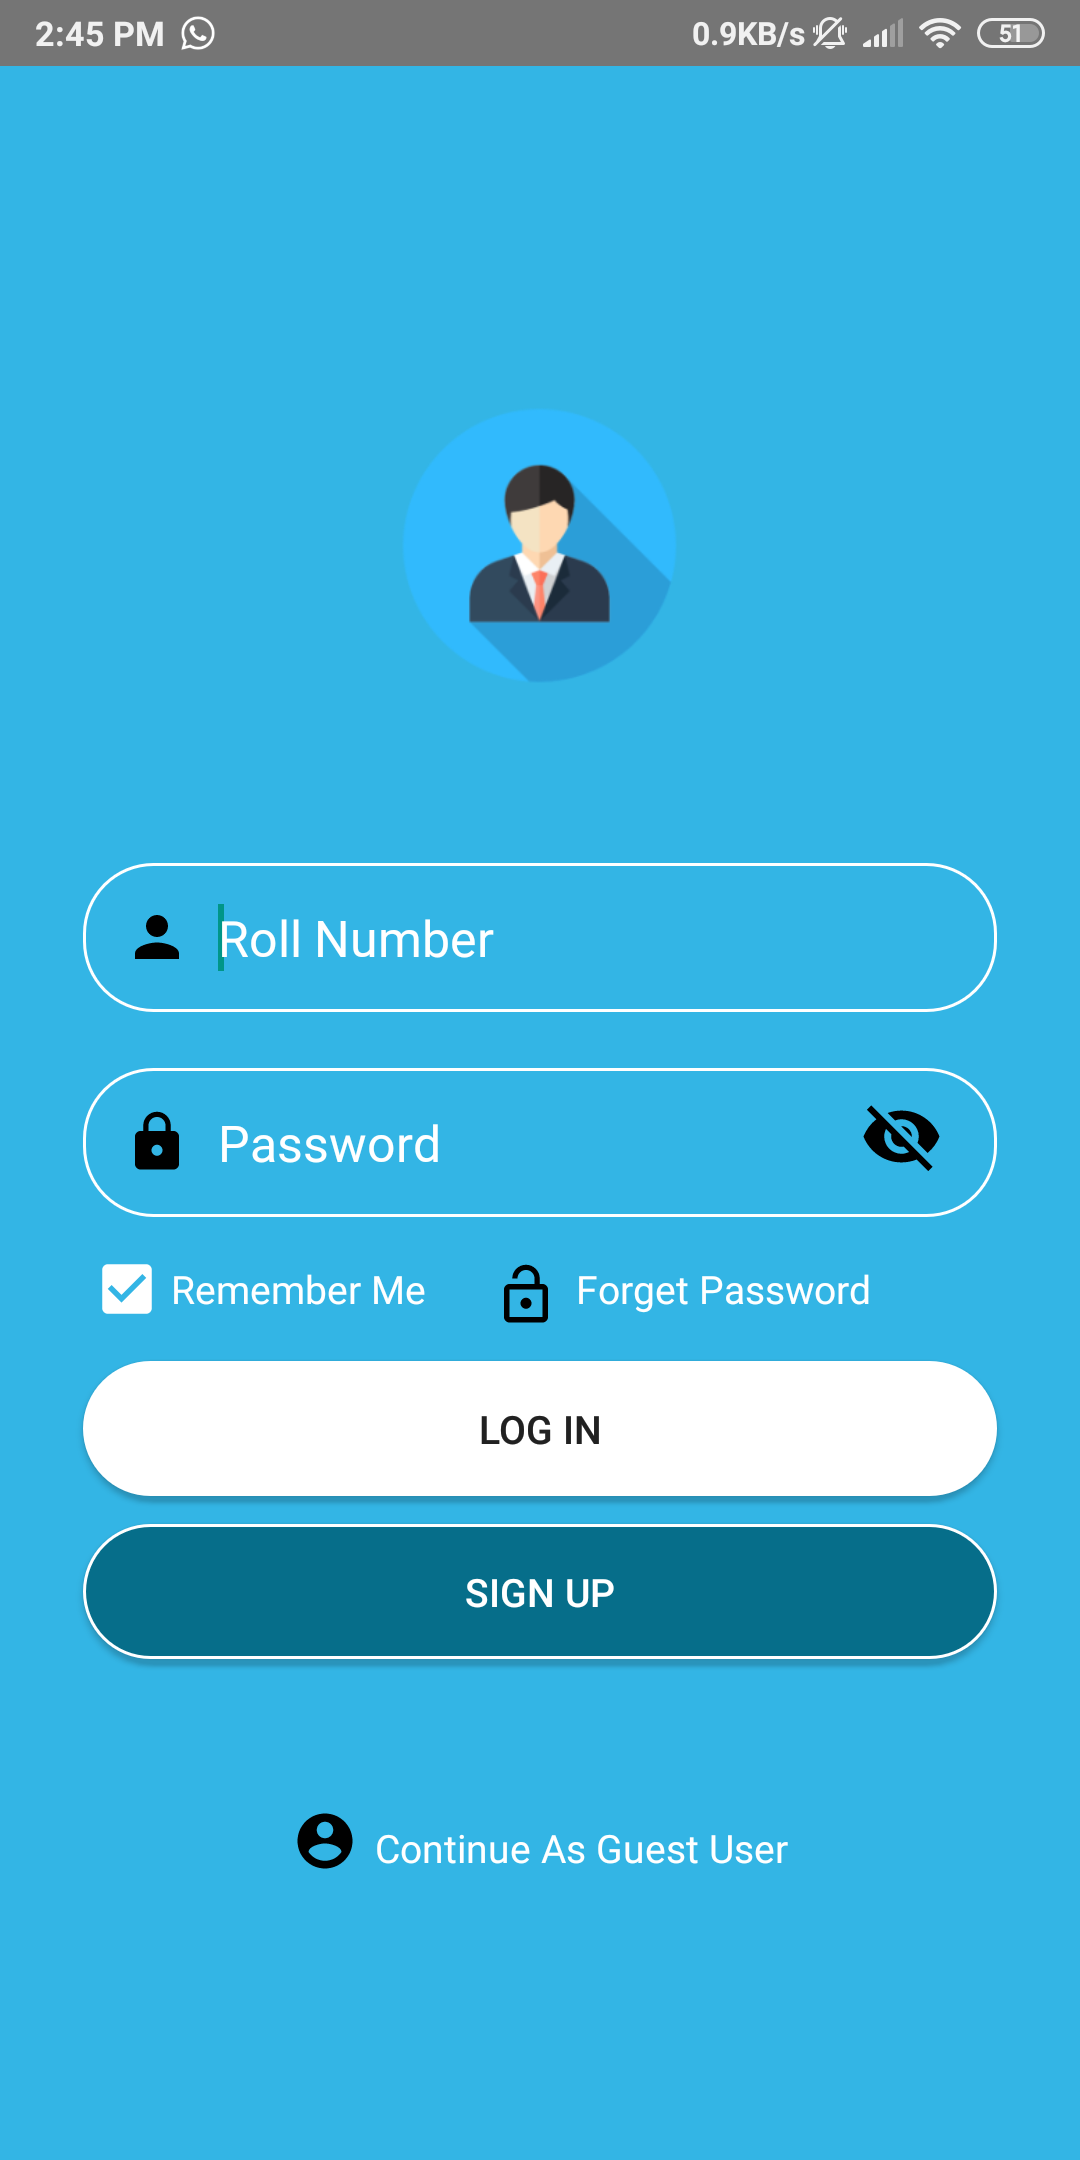 2:45 PM 0.9KB/s 51
Roll Number
Password
Remember Me Forget Password
LOG IN
SIGN UP
Continue As Guest User